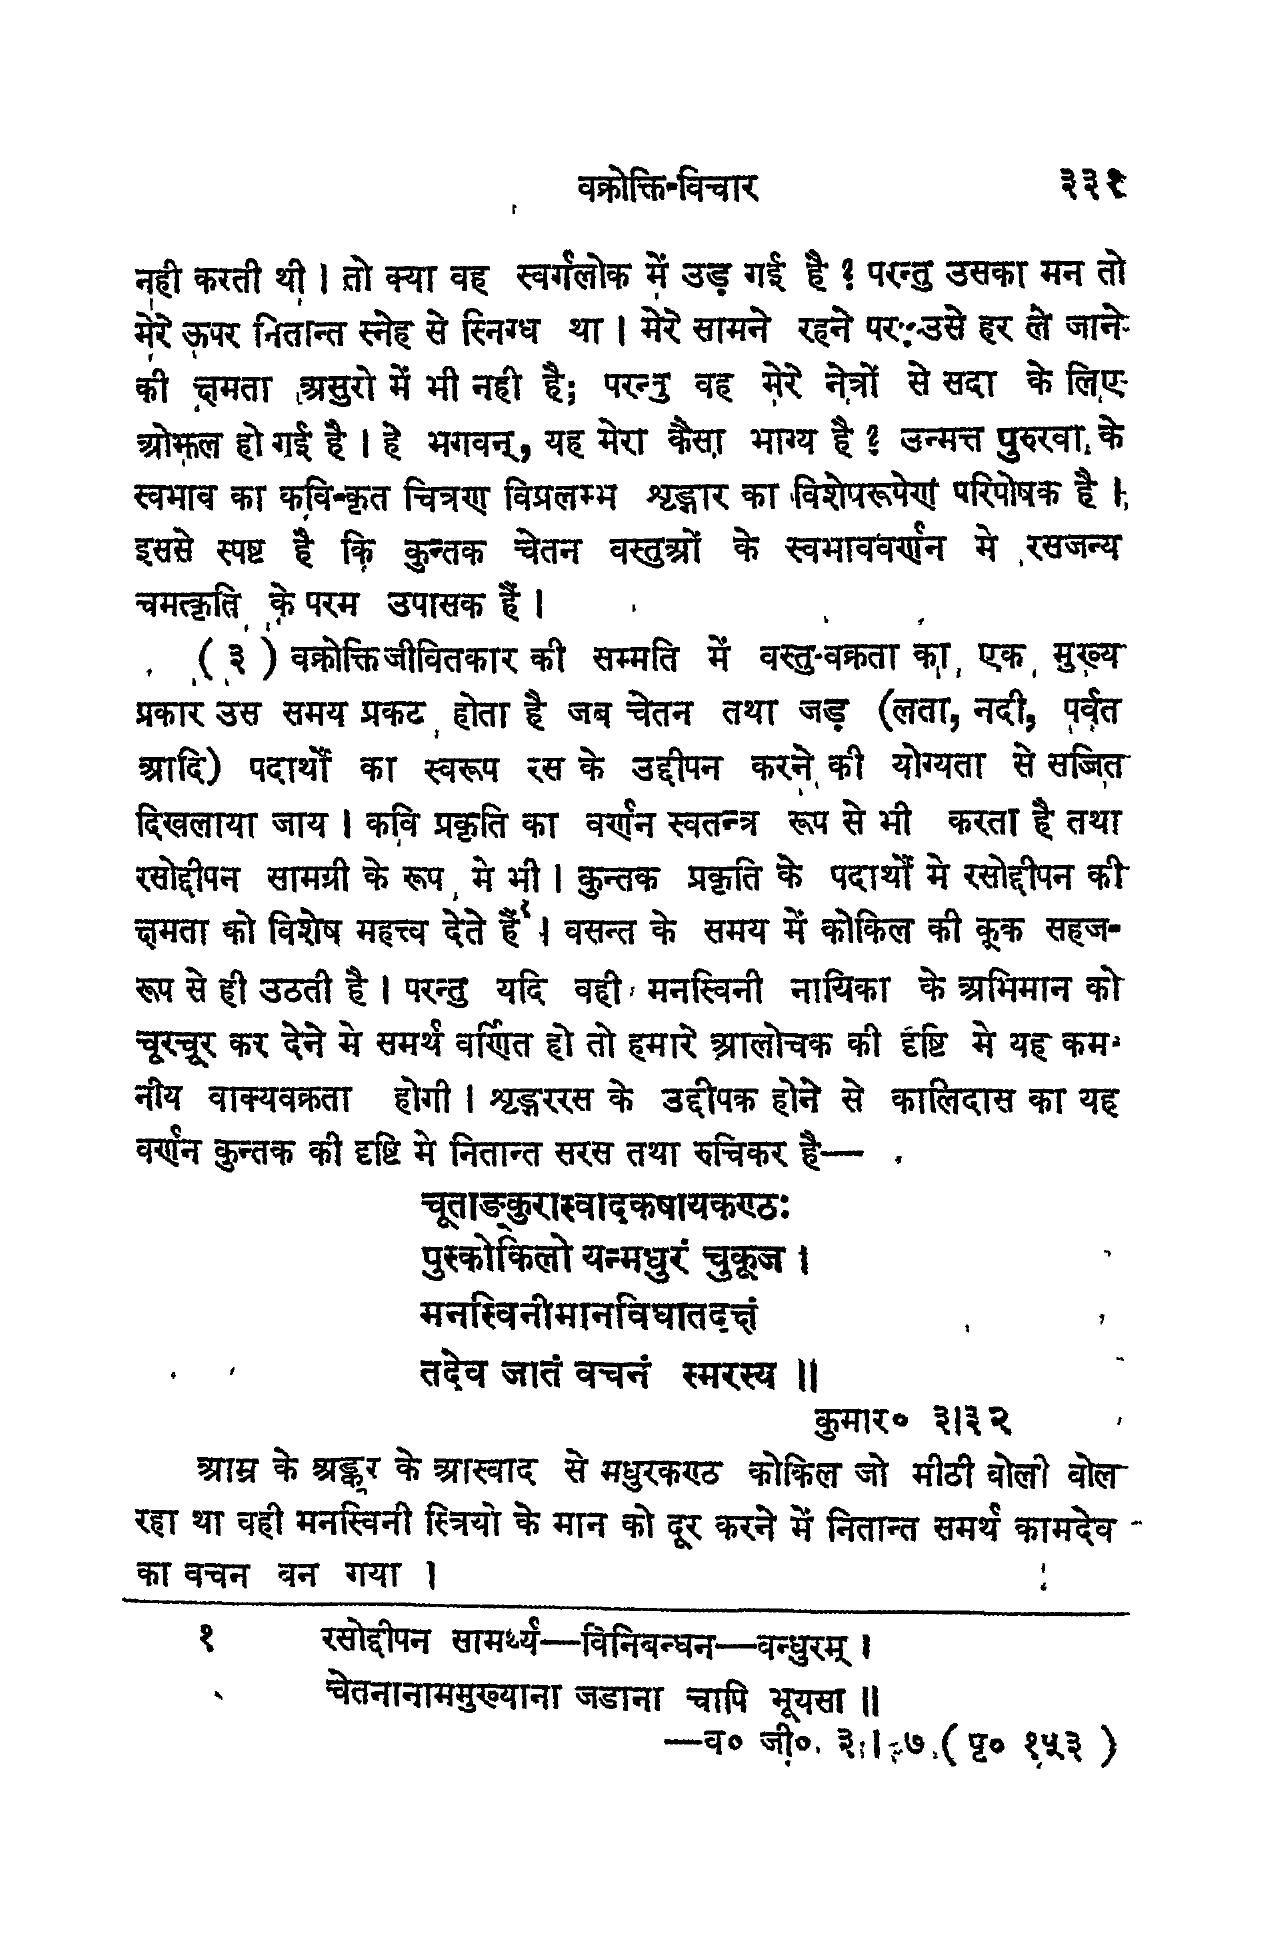 वक्रोक्ति-विचार ३३१
नही करती थी । तो क्या वह स्वर्गलोक में उड़ गई है ? परन्तु उसका मन तो
मेरे ऊपर नितान्त स्नेह से स्निग्ध था । मेरे सामने रहने पर उसे हर ले जाने
की क्षमता असुरो में भी नही है; परन्तु वह मेरे नेत्रों से सदा के लिए
ओझल हो गई है । हे भगवन्, यह मेरा कैसा भाग्य है ? उन्मत्त पुरुरवा के
स्वभाव का कवि-कृत चित्रण विप्रलम्भ शृङ्गार का विशेषरूपेण परिपोषक है ।
इससे स्पष्ट है कि कुन्तक चेतन वस्तुओं के स्वभाववर्णन मे रसजन्य
चमत्कृति के परम उपासक हैं ।
( ३ ) वक्रोक्तिजीवितकार की सम्मति में वस्तु-वक्रता का एक मुख्य
प्रकार उस समय प्रकट होता है जब चेतन तथा जड़ (लता, नदी, पर्वत
आदि) पदार्थों का स्वरूप रस के उद्दीपन करने की योग्यता से सज्जित
दिखलाया जाय । कवि प्रकृति का वर्णन स्वतन्त्र रूप से भी करता है तथा
रसोद्दीपन सामग्री के रूप मे भी । कुन्तक प्रकृति के पदार्थों मे रसोद्दीपन की
क्षमता को विशेष महत्त्व देते हैं१ । वसन्त के समय में कोकिल की कूक सहज-
रूप से ही उठती है । परन्तु यदि वही मनस्विनी नायिका के अभिमान को
चूरचूर कर देने मे समर्थ वर्णित हो तो हमारे आलोचक की दृष्टि मे यह कम-
नीय वाक्यवक्रता होगी । शृङ्गररस के उद्दीपक होने से कालिदास का यह
वर्णन कुन्तक की दृष्टि मे नितान्त सरस तथा रुचिकर है—
चूताङकुरास्वादकषायकण्ठः
पुस्कोकिलो यन्मधुरं चुकूज ।
मनस्विनीमानविघातदक्षं
तदेव जातं वचनं स्मरस्य ॥
कुमार० ३।३२
आम्र के अङ्कुर के आस्वाद से मधुरकण्ठ कोकिल जो मीठी बोली बोल
रहा था वही मनस्विनी स्त्रियो के मान को दूर करने में नितान्त समर्थ कामदेव
का वचन बन गया ।
१ रसोद्दीपन सामर्थ्य—विनिबन्धन—बन्धुरम् ।
चेतनानाममुख्याना जडाना चापि भूयसा ॥
—व० जी० ३।७ ( पृ० १५३ )